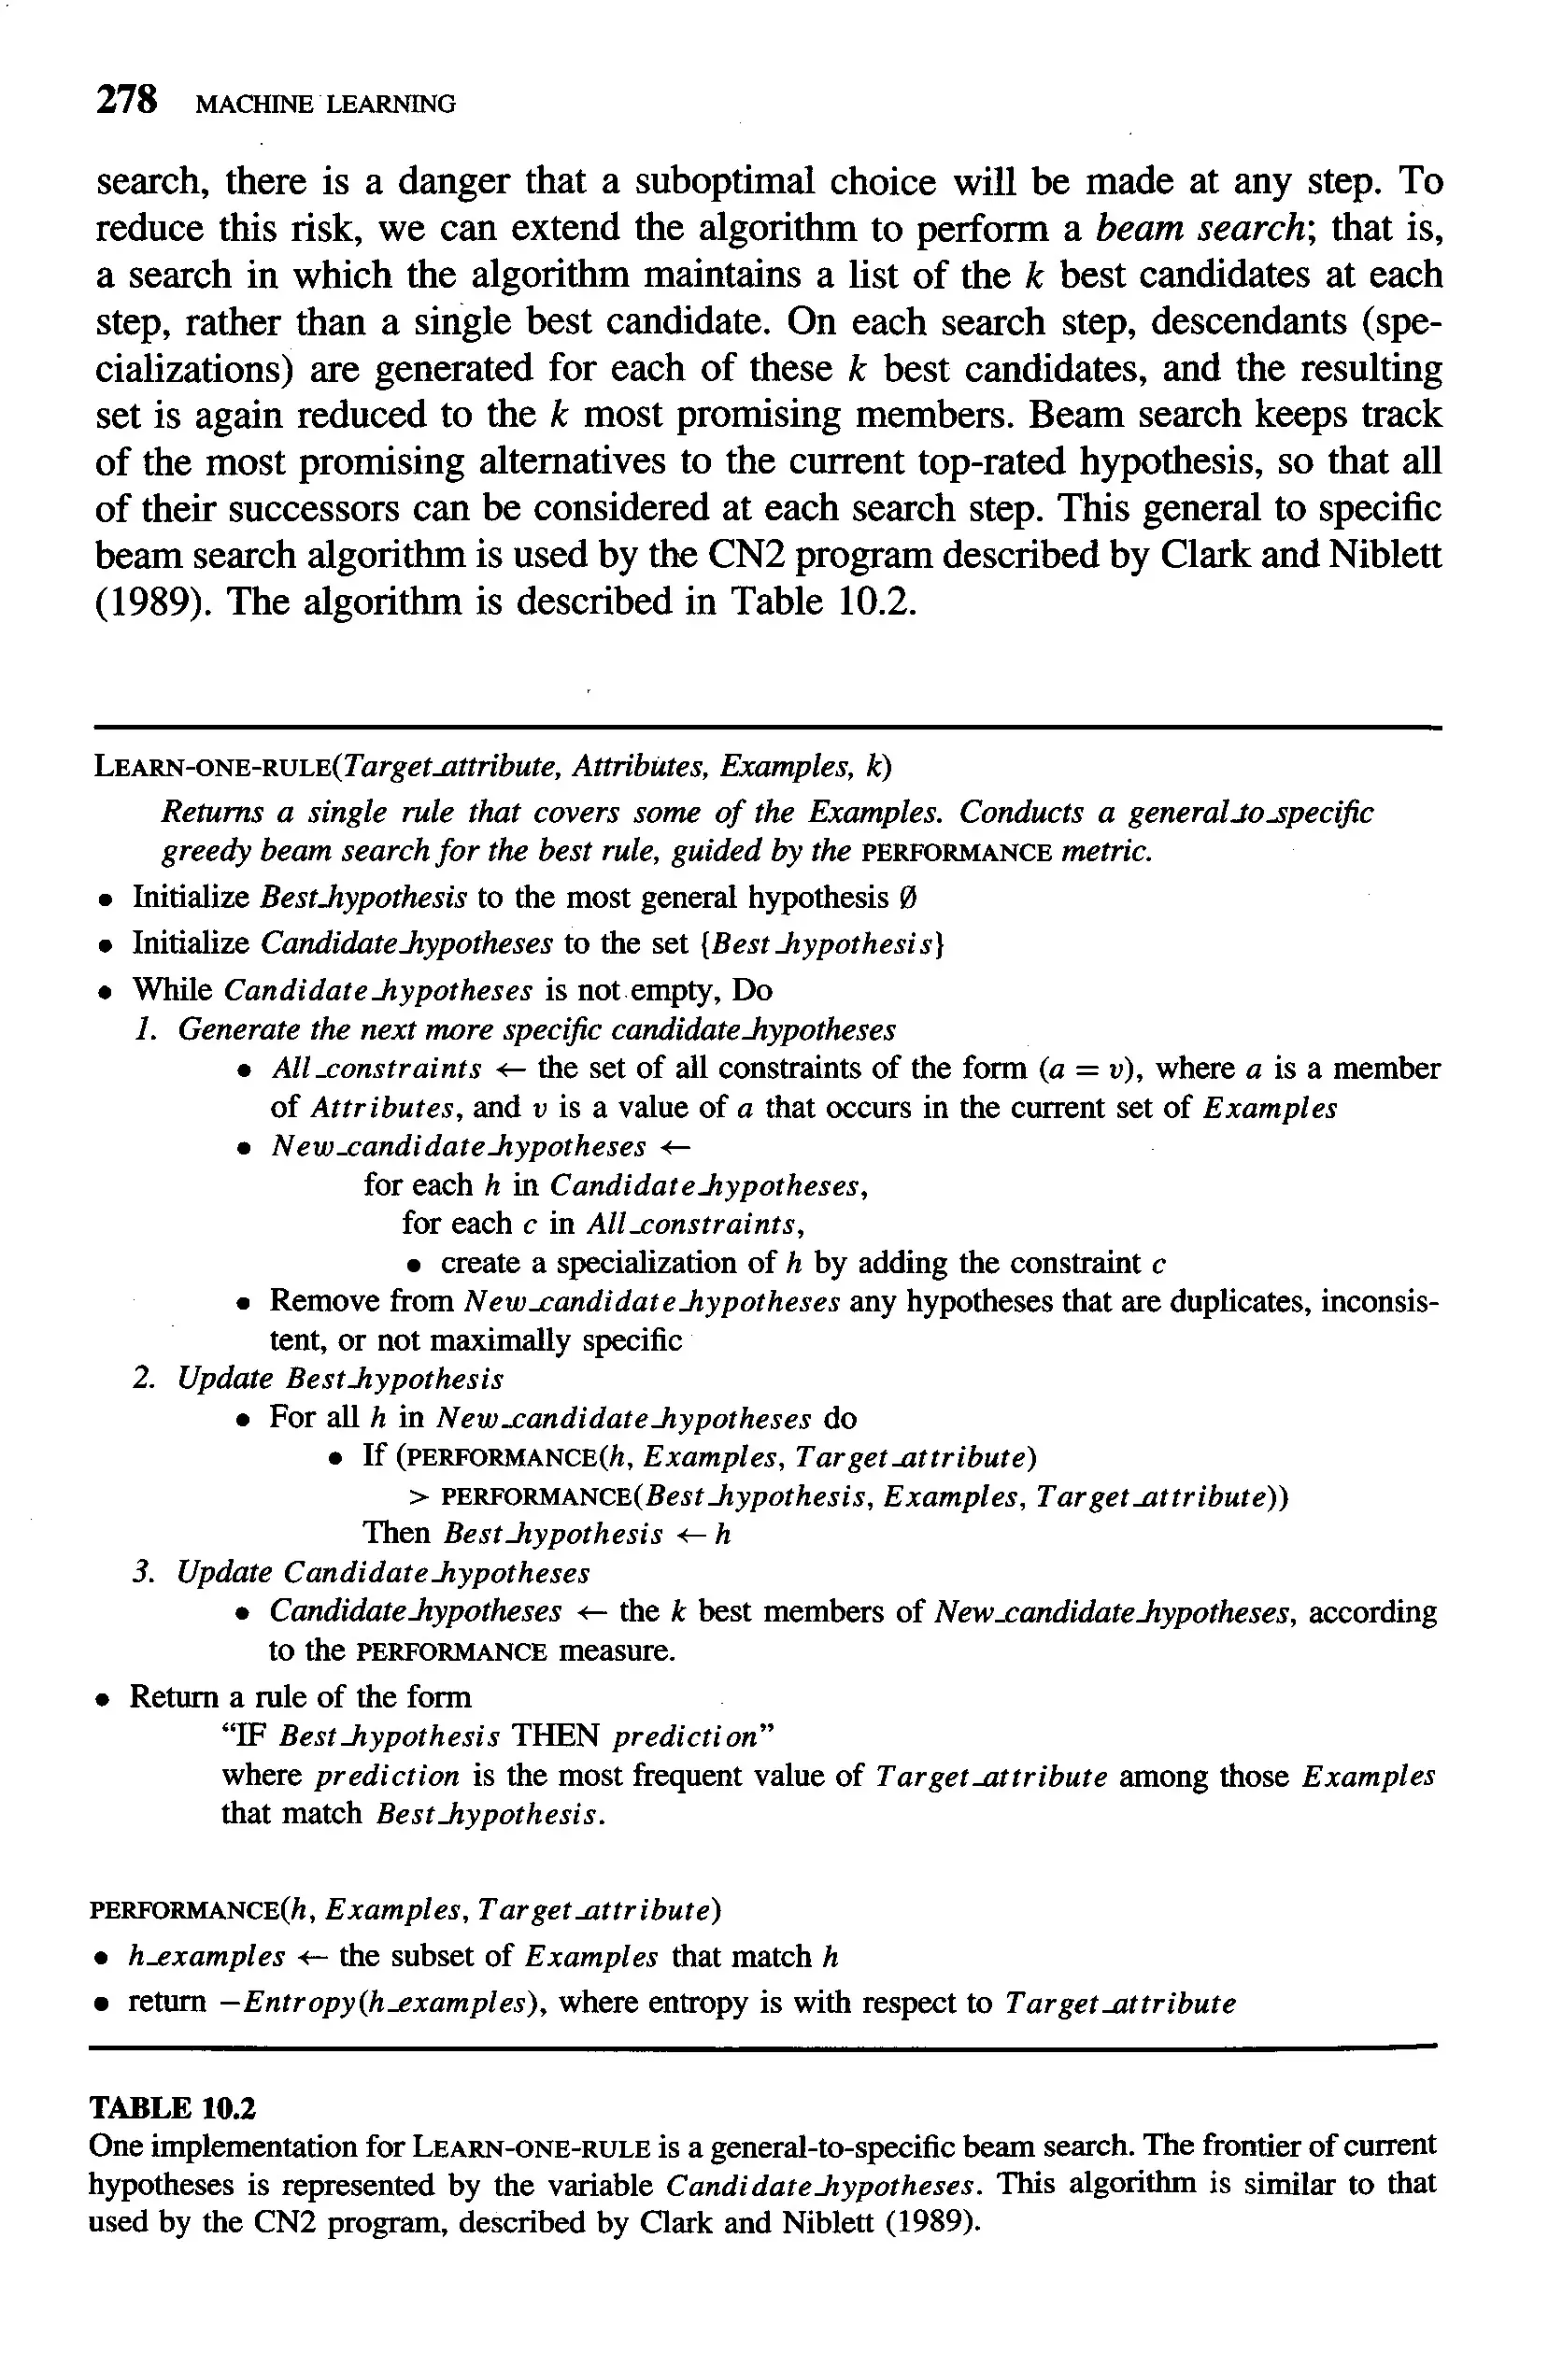 278 MACHINE LEARNING
search, there is a danger that a suboptimal choice will be made at any step. To
reduce this risk, we can extend the algorithm to perform a beam search; that is,
a search in which the algorithm maintains a list of the k best candidates at each
step, rather than a single best candidate. On each search step, descendants (spe-
cializations) are generated for each of these k best candidates, and the resulting
set is again reduced to the k most promising members. Beam search keeps track
of the most promising alternatives to the current top-rated hypothesis, so that all
of their successors can be considered at each search step. This general to specific
beam search algorithm is used by the CN2 program described by Clark and Niblett
(1989). The algorithm is described in Table 10.2.
LEARN-ONE-RULE(Target_attribute, Attributes, Examples, k)
Returns a single rule that covers some of the Examples. Conducts a general_to_specific
greedy beam search for the best rule, guided by the PERFORMANCE metric.
• Initialize Best_hypothesis to the most general hypothesis ∅
• Initialize Candidate_hypotheses to the set {Best_hypothesis}
• While Candidate_hypotheses is not empty, Do
1. Generate the next more specific candidate_hypotheses
• All_constraints ← the set of all constraints of the form (a = v), where a is a member
of Attributes, and v is a value of a that occurs in the current set of Examples
• New_candidate_hypotheses ←
for each h in Candidate_hypotheses,
for each c in All_constraints,
• create a specialization of h by adding the constraint c
• Remove from New_candidate_hypotheses any hypotheses that are duplicates, inconsis-
tent, or not maximally specific
2. Update Best_hypothesis
• For all h in New_candidate_hypotheses do
• If (PERFORMANCE(h, Examples, Target_attribute)
> PERFORMANCE(Best_hypothesis, Examples, Target_attribute))
Then Best_hypothesis ← h
3. Update Candidate_hypotheses
• Candidate_hypotheses ← the k best members of New_candidate_hypotheses, according
to the PERFORMANCE measure.
• Return a rule of the form
“IF Best_hypothesis THEN prediction”
where prediction is the most frequent value of Target_attribute among those Examples
that match Best_hypothesis.
PERFORMANCE(h, Examples, Target_attribute)
• h_examples ← the subset of Examples that match h
• return −Entropy(h_examples), where entropy is with respect to Target_attribute
TABLE 10.2
One implementation for LEARN-ONE-RULE is a general-to-specific beam search. The frontier of current
hypotheses is represented by the variable Candidate_hypotheses. This algorithm is similar to that
used by the CN2 program, described by Clark and Niblett (1989).